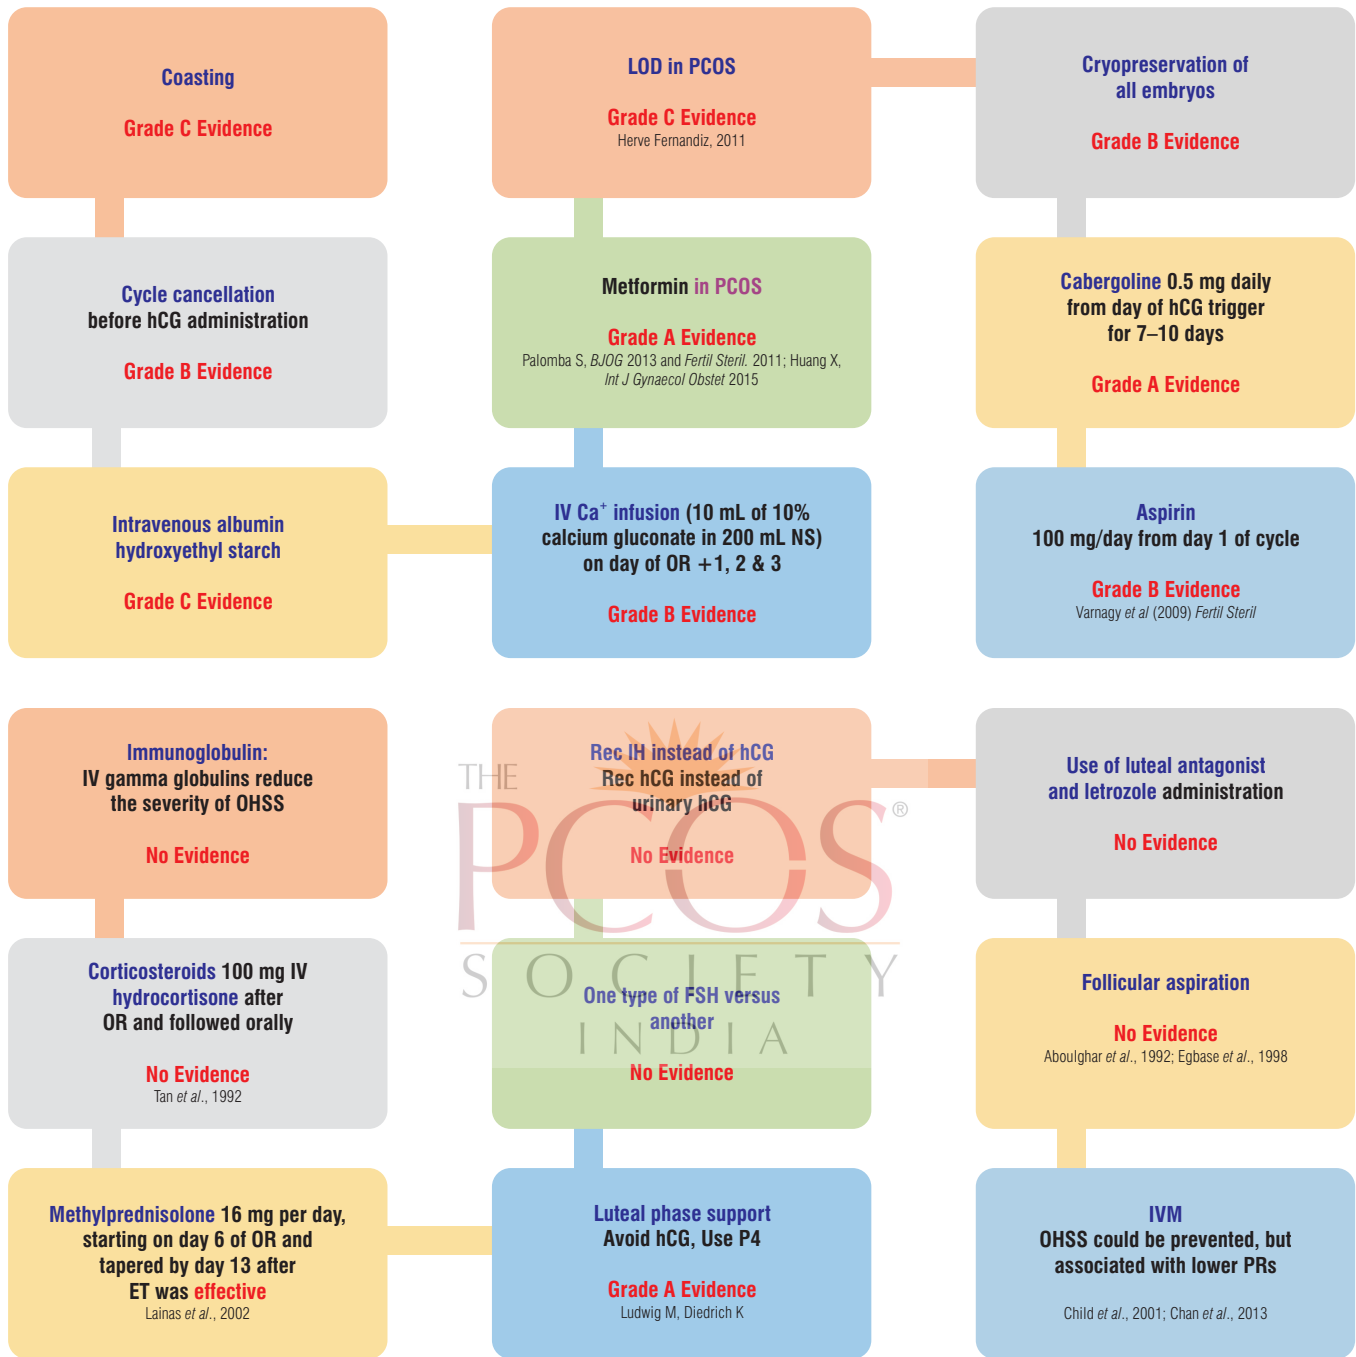 Coasting
Grade C Evidence
Cycle cancellation
before hCG administration
Grade B Evidence
Intravenous albumin
hydroxyethyl starch
Grade C Evidence
IV Ca⁺ infusion (10 mL of 10%
calcium gluconate in 200 mL NS)
on day of OR +1, 2 & 3
Grade B Evidence
Metformin in PCOS
Grade A Evidence
Palomba S, BJOG 2013 and Fertil Steril. 2011; Huang X,
Int J Gynaecol Obstet 2015
LOD in PCOS
Grade C Evidence
Herve Fernandiz, 2011
Cryopreservation of
all embryos
Grade B Evidence
Cabergoline 0.5 mg daily
from day of hCG trigger
for 7–10 days
Grade A Evidence
Aspirin
100 mg/day from day 1 of cycle
Grade B Evidence
Varnagy et al (2009) Fertil Steril
Immunoglobulin:
IV gamma globulins reduce
the severity of OHSS
No Evidence
Corticosteroids 100 mg IV
hydrocortisone after
OR and followed orally
No Evidence
Tan et al., 1992
Methylprednisolone 16 mg per day,
starting on day 6 of OR and
tapered by day 13 after
ET was effective
Lainas et al., 2002
Luteal phase support
Avoid hCG, Use P4
Grade A Evidence
Ludwig M, Diedrich K
One type of FSH versus
another
No Evidence
Rec lH instead of hCG
Rec hCG instead of
urinary hCG
No Evidence
Use of luteal antagonist
and letrozole administration
No Evidence
Follicular aspiration
No Evidence
Aboulghar et al., 1992; Egbase et al., 1998
IVM
OHSS could be prevented, but
associated with lower PRs
Child et al., 2001; Chan et al., 2013
THE
PCOS®
SOCIETY
INDIA